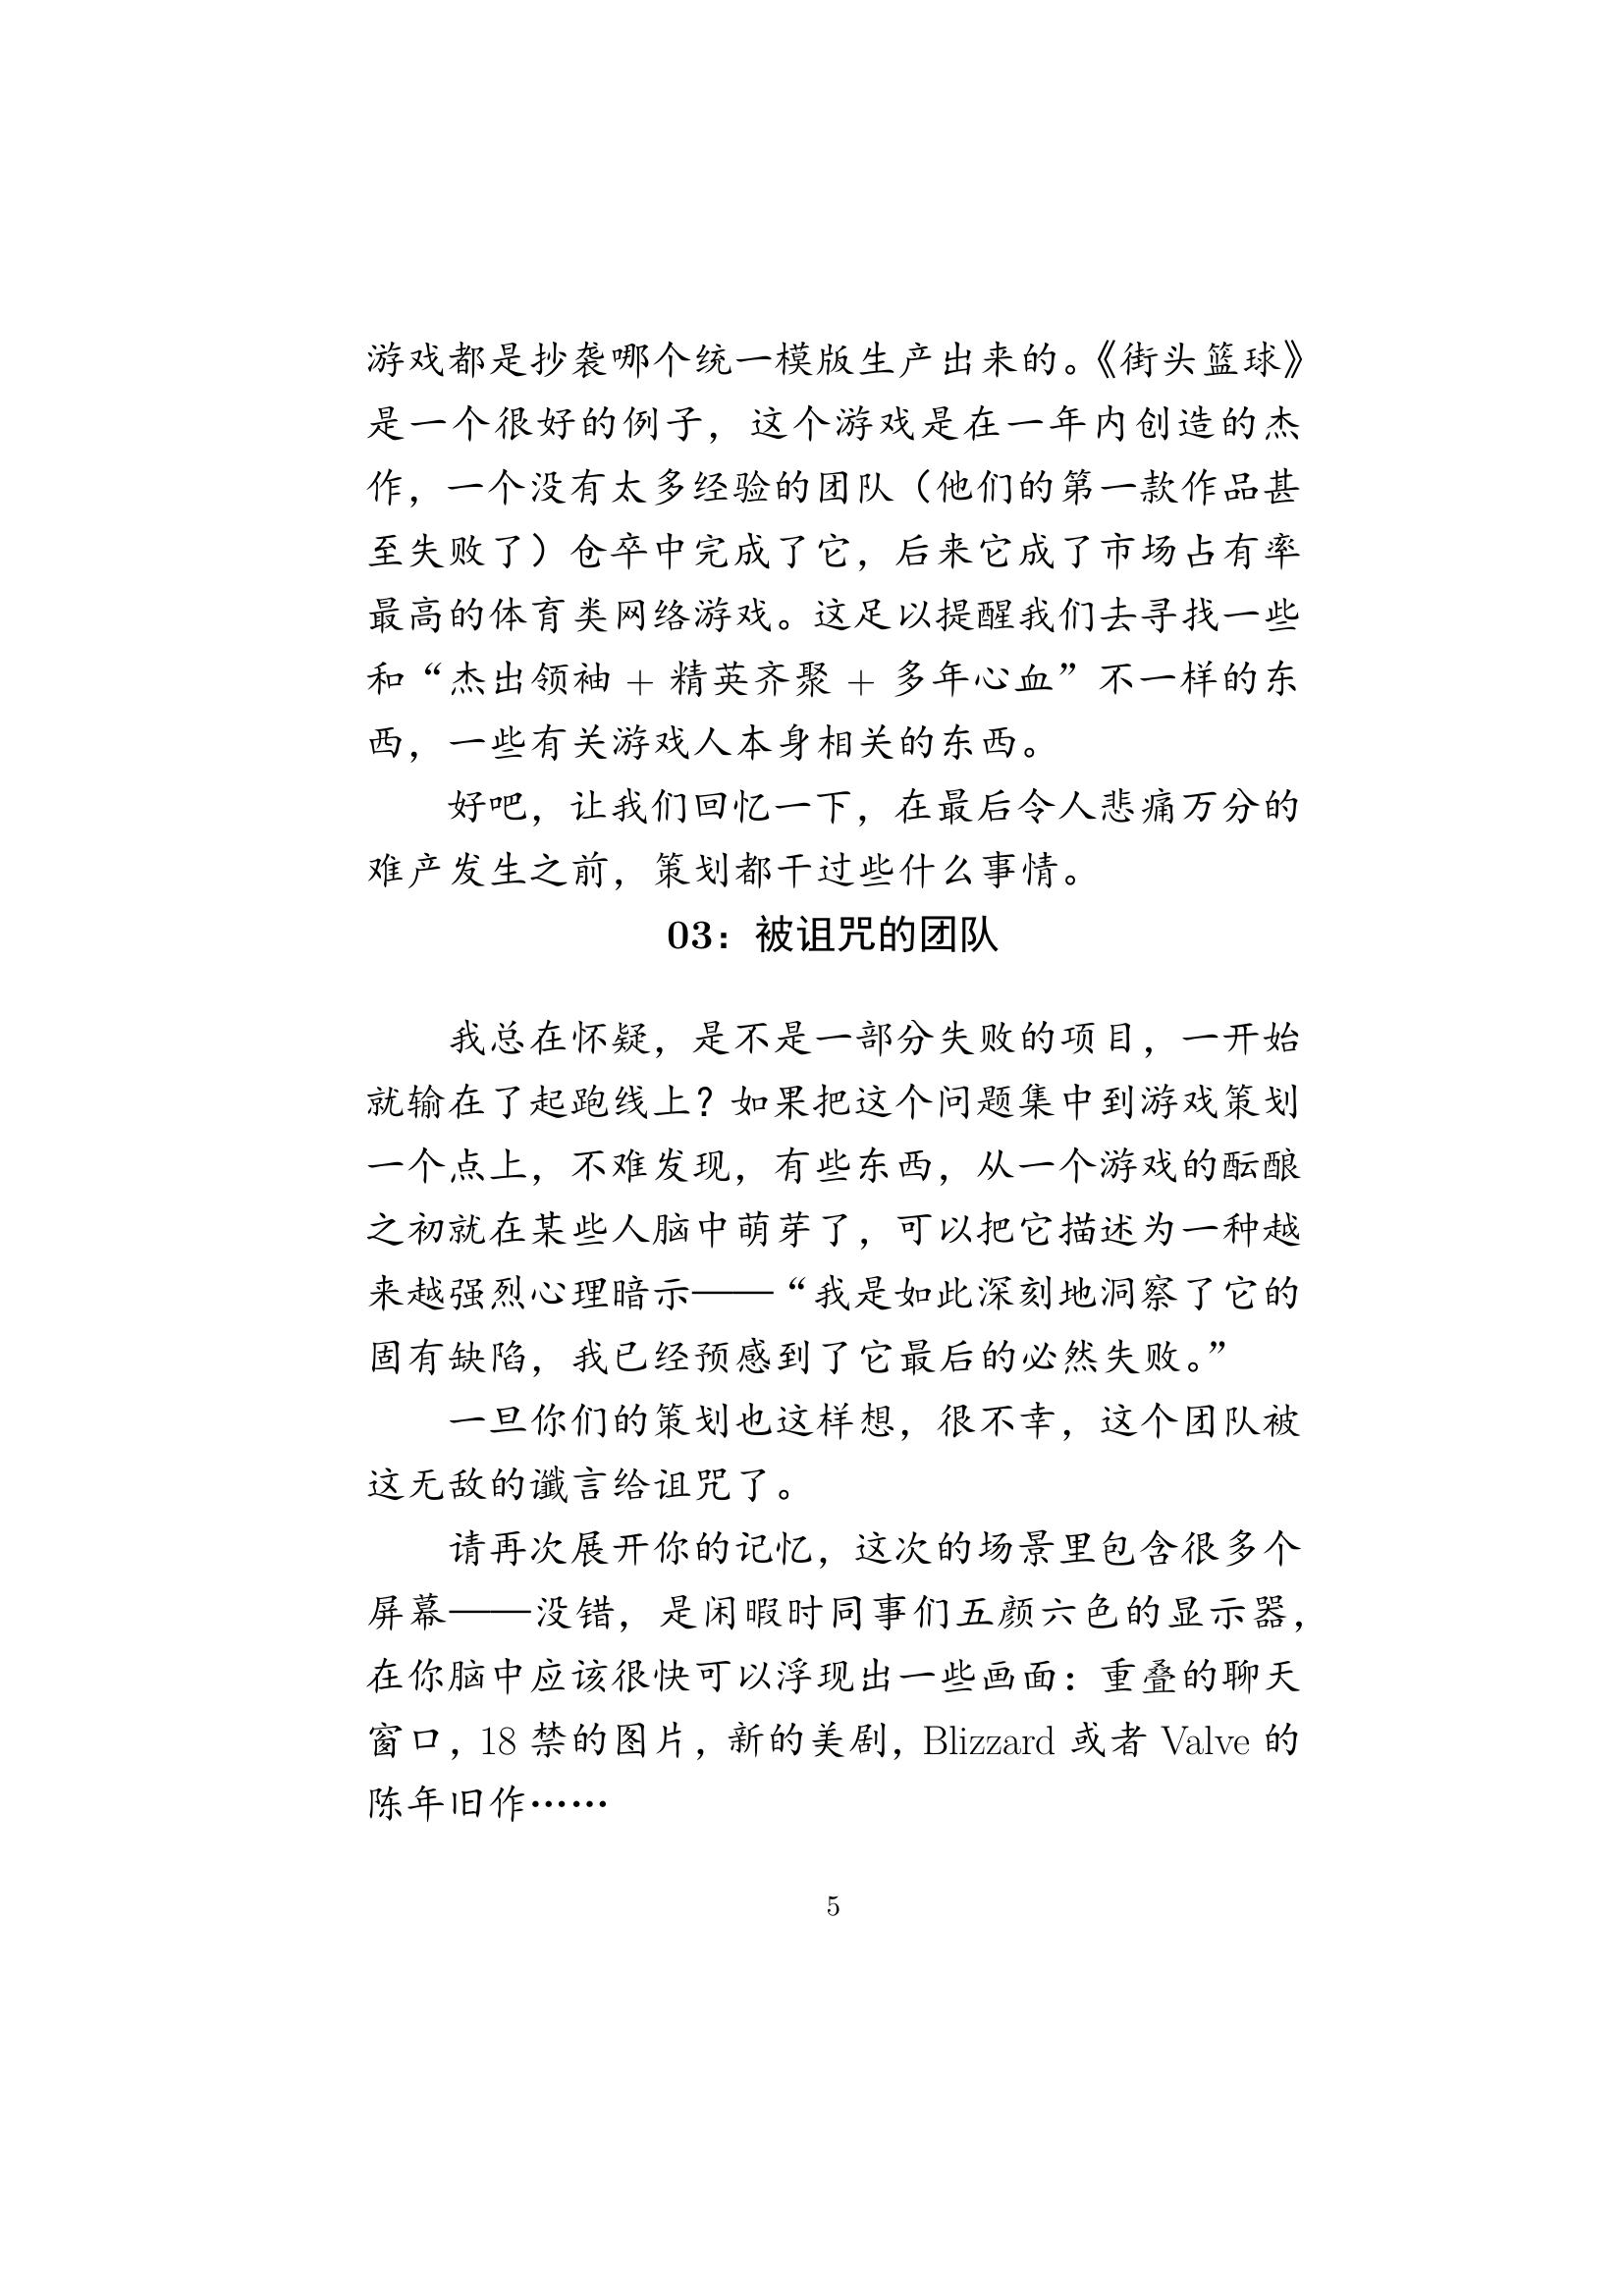 游戏都是抄袭哪个统一模版生产出来的。《街头篮球》
是一个很好的例子，这个游戏是在一年内创造的杰
作，一个没有太多经验的团队（他们的第一款作品甚
至失败了）仓卒中完成了它，后来它成了市场占有率
最高的体育类网络游戏。这足以提醒我们去寻找一些
和“杰出领袖 + 精英齐聚 + 多年心血”不一样的东
西，一些有关游戏人本身相关的东西。
好吧，让我们回忆一下，在最后令人悲痛万分的
难产发生之前，策划都干过些什么事情。
03：被诅咒的团队
我总在怀疑，是不是一部分失败的项目，一开始
就输在了起跑线上？如果把这个问题集中到游戏策划
一个点上，不难发现，有些东西，从一个游戏的酝酿
之初就在某些人脑中萌芽了，可以把它描述为一种越
来越强烈心理暗示——“我是如此深刻地洞察了它的
固有缺陷，我已经预感到了它最后的必然失败。”
一旦你们的策划也这样想，很不幸，这个团队被
这无敌的谶言给诅咒了。
请再次展开你的记忆，这次的场景里包含很多个
屏幕——没错，是闲暇时同事们五颜六色的显示器，
在你脑中应该很快可以浮现出一些画面：重叠的聊天
窗口，18 禁的图片，新的美剧，Blizzard 或者 Valve 的
陈年旧作……
5